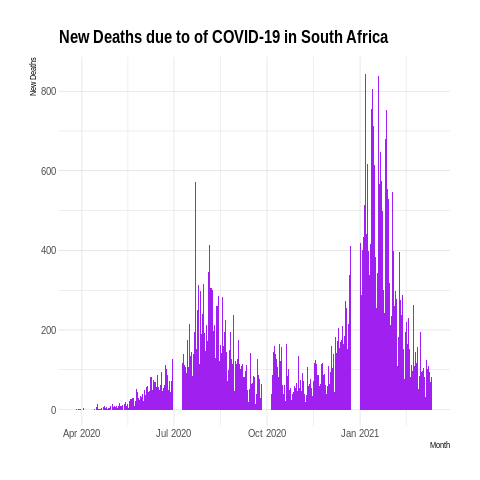 New Deaths due to of COVID-19 in South Africa
New Deaths
800
600
400
200
0
Apr 2020 Jul 2020 Oct 2020 Jan 2021
Month